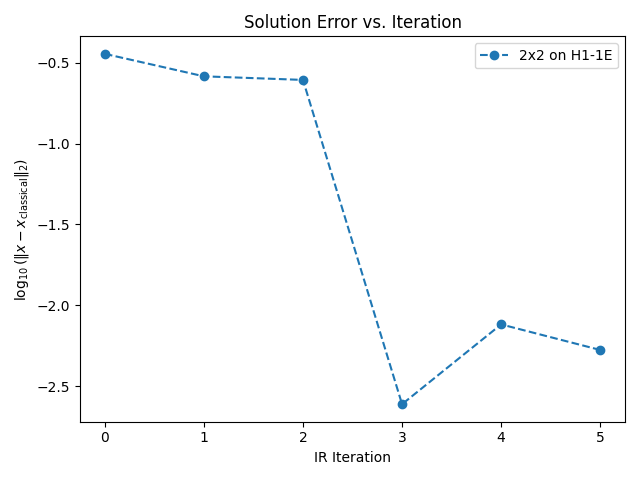 Solution Error vs. Iteration
2x2 on H1-1E
log₁₀(‖x − x_classical‖₂)
−0.5
−1.0
−1.5
−2.0
−2.5
0 1 2 3 4 5
IR Iteration